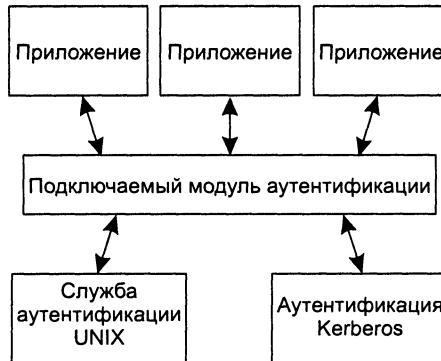 Приложение Приложение Приложение
Подключаемый модуль аутентификации
Служба
аутентификации
UNIX
Аутентификация
Kerberos